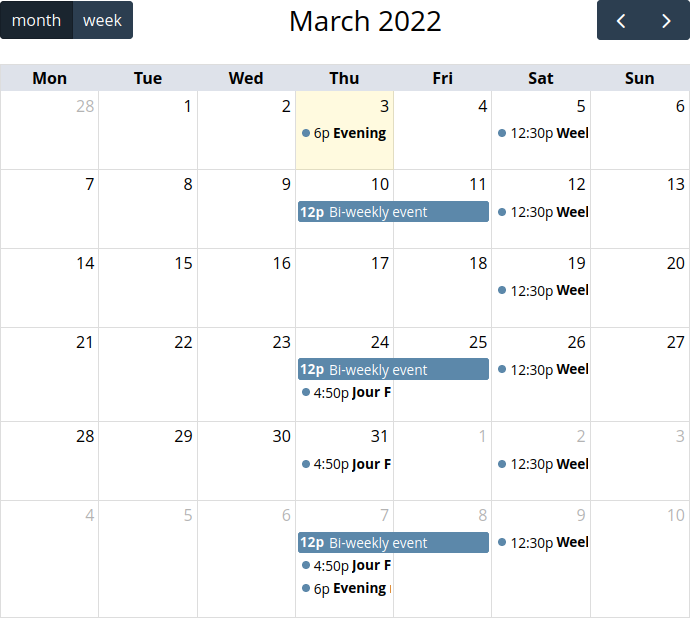 month week March 2022
Mon Tue Wed Thu Fri Sat Sun
28 1 2 3 4 5 6
6p Evening 12:30p Weel
7 8 9 10 11 12 13
12p Bi-weekly event 12:30p Weel
14 15 16 17 18 19 20
12:30p Weel
21 22 23 24 25 26 27
12p Bi-weekly event 12:30p Weel
4:50p Jour F
28 29 30 31 1 2 3
4:50p Jour F 12:30p Weel
4 5 6 7 8 9 10
12p Bi-weekly event 12:30p Weel
4:50p Jour F
6p Evening